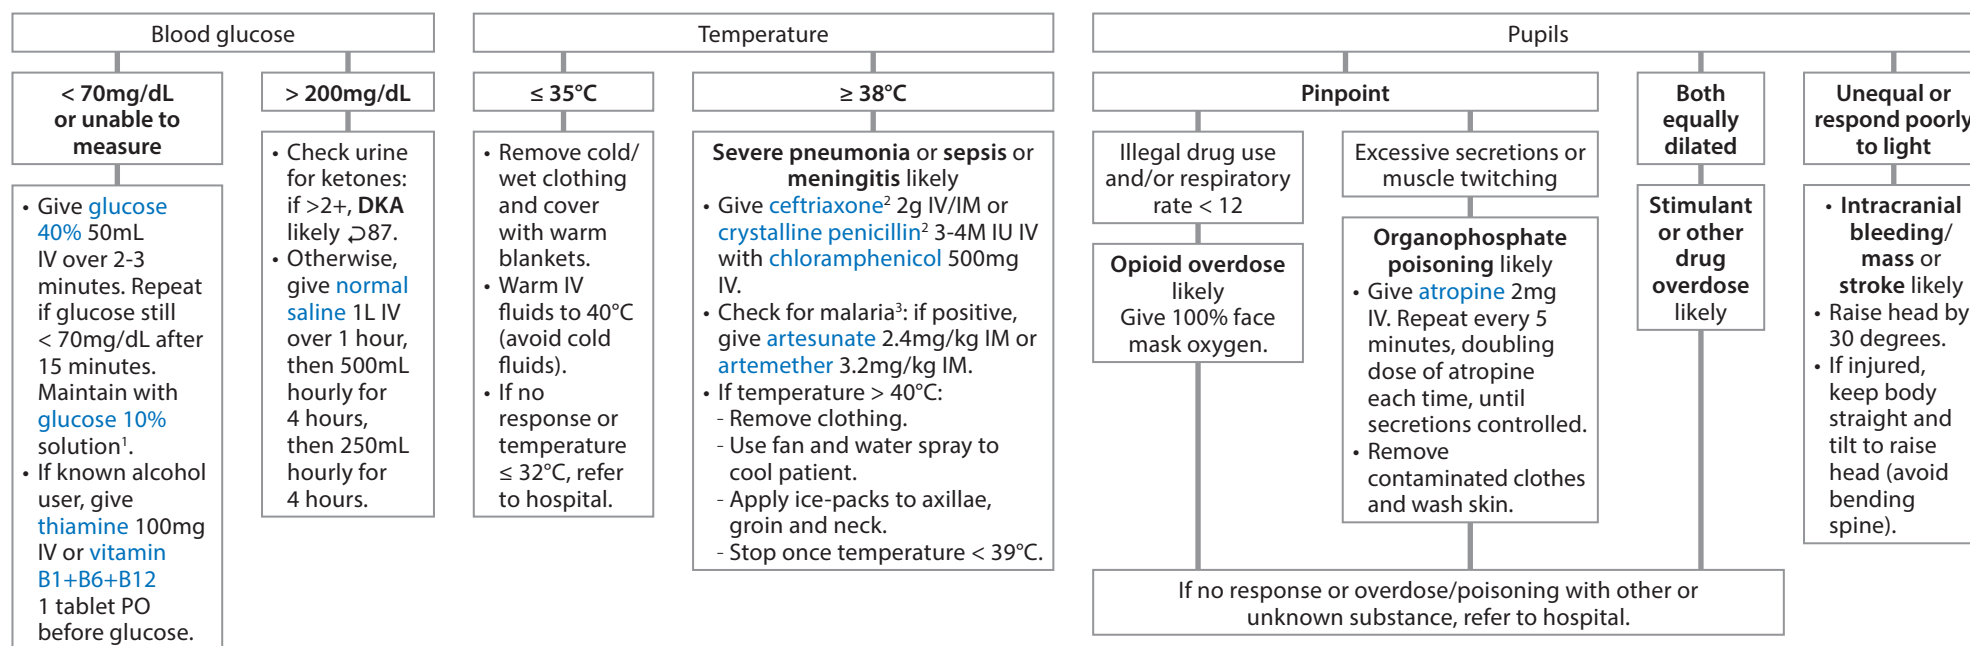 Blood glucose
< 70mg/dL
or unable to
measure
• Give glucose
40% 50mL
IV over 2-3
minutes. Repeat
if glucose still
< 70mg/dL after
15 minutes.
Maintain with
glucose 10%
solution¹.
• If known alcohol
user, give
thiamine 100mg
IV or vitamin
B1+B6+B12
1 tablet PO
before glucose.
> 200mg/dL
• Check urine
for ketones:
if >2+, DKA
likely ⮌87.
• Otherwise,
give normal
saline 1L IV
over 1 hour,
then 500mL
hourly for
4 hours,
then 250mL
hourly for
4 hours.
Temperature
≤ 35°C
• Remove cold/
wet clothing
and cover
with warm
blankets.
• Warm IV
fluids to 40°C
(avoid cold
fluids).
• If no
response or
temperature
≤ 32°C, refer
to hospital.
≥ 38°C
Severe pneumonia or sepsis or
meningitis likely
• Give ceftriaxone² 2g IV/IM or
crystalline penicillin² 3-4M IU IV
with chloramphenicol 500mg
IV.
• Check for malaria³: if positive,
give artesunate 2.4mg/kg IM or
artemether 3.2mg/kg IM.
• If temperature > 40°C:
- Remove clothing.
- Use fan and water spray to
cool patient.
- Apply ice-packs to axillae,
groin and neck.
- Stop once temperature < 39°C.
Pupils
Pinpoint
Illegal drug use
and/or respiratory
rate < 12
Opioid overdose
likely
Give 100% face
mask oxygen.
Excessive secretions or
muscle twitching
Organophosphate
poisoning likely
• Give atropine 2mg
IV. Repeat every 5
minutes, doubling
dose of atropine
each time, until
secretions controlled.
• Remove
contaminated clothes
and wash skin.
Both
equally
dilated
Stimulant
or other
drug
overdose
likely
If no response or overdose/poisoning with other or
unknown substance, refer to hospital.
Unequal or
respond poorly
to light
• Intracranial
bleeding/
mass or
stroke likely
• Raise head by
30 degrees.
• If injured,
keep body
straight and
tilt to raise
head (avoid
bending
spine).